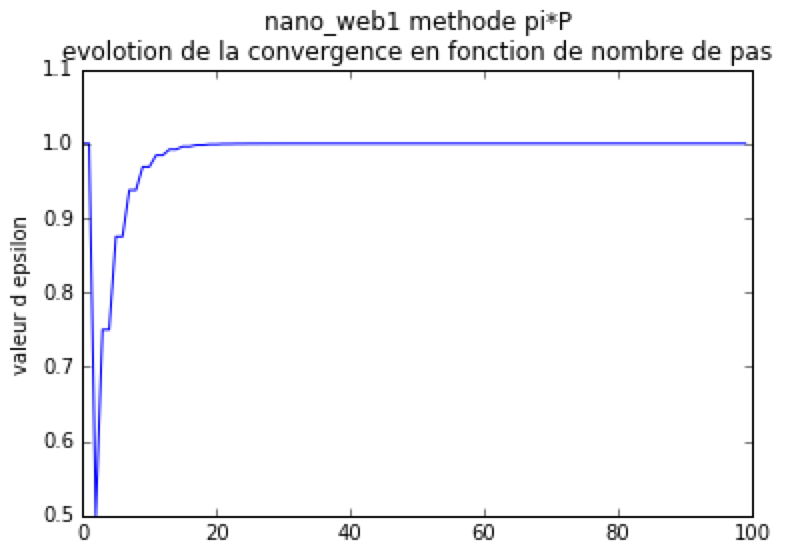 nano_web1 methode pi*P
evolotion de la convergence en fonction de nombre de pas
1.1
1.0
0.9
0.8
0.7
0.6
0.5
valeur d epsilon
0 20 40 60 80 100